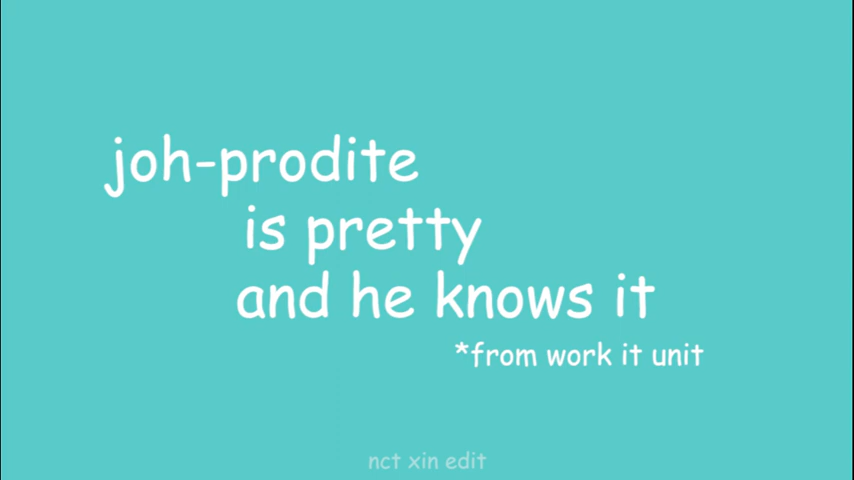 joh-prodite
is pretty
and he knows it
*from work it unit
nct xin edit